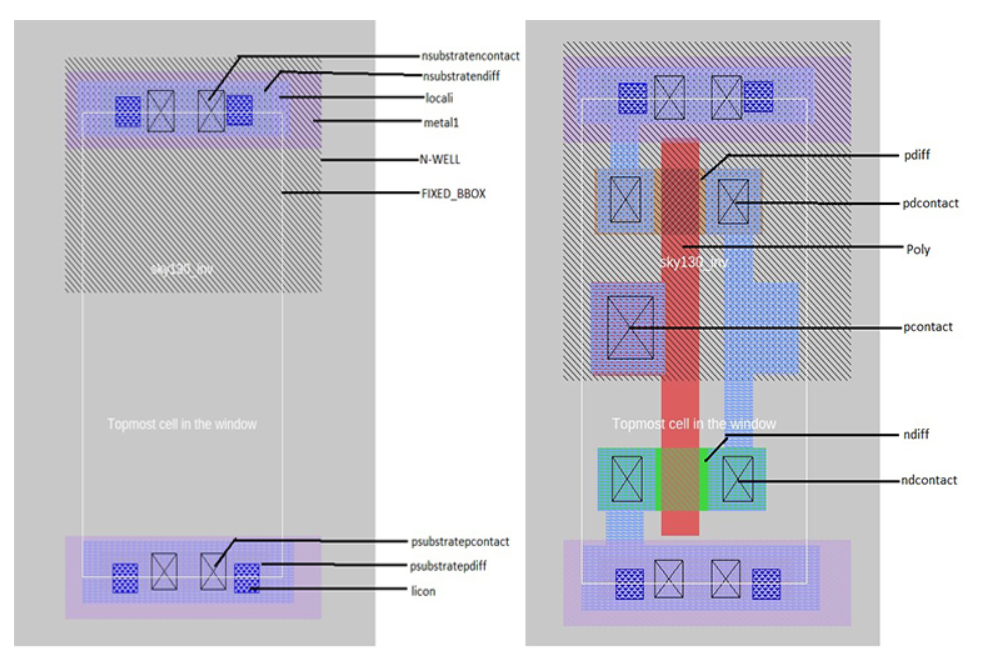 nsubstratencontact
nsubstratendiff
locali
metal1
N-WELL
FIXED_BBOX
sky130_inv
Topmost cell in the window
psubstratepcontact
psubstratepdiff
licon
pdiff
pdcontact
Poly
sky130_inv
pcontact
Topmost cell in the window
ndiff
ndcontact